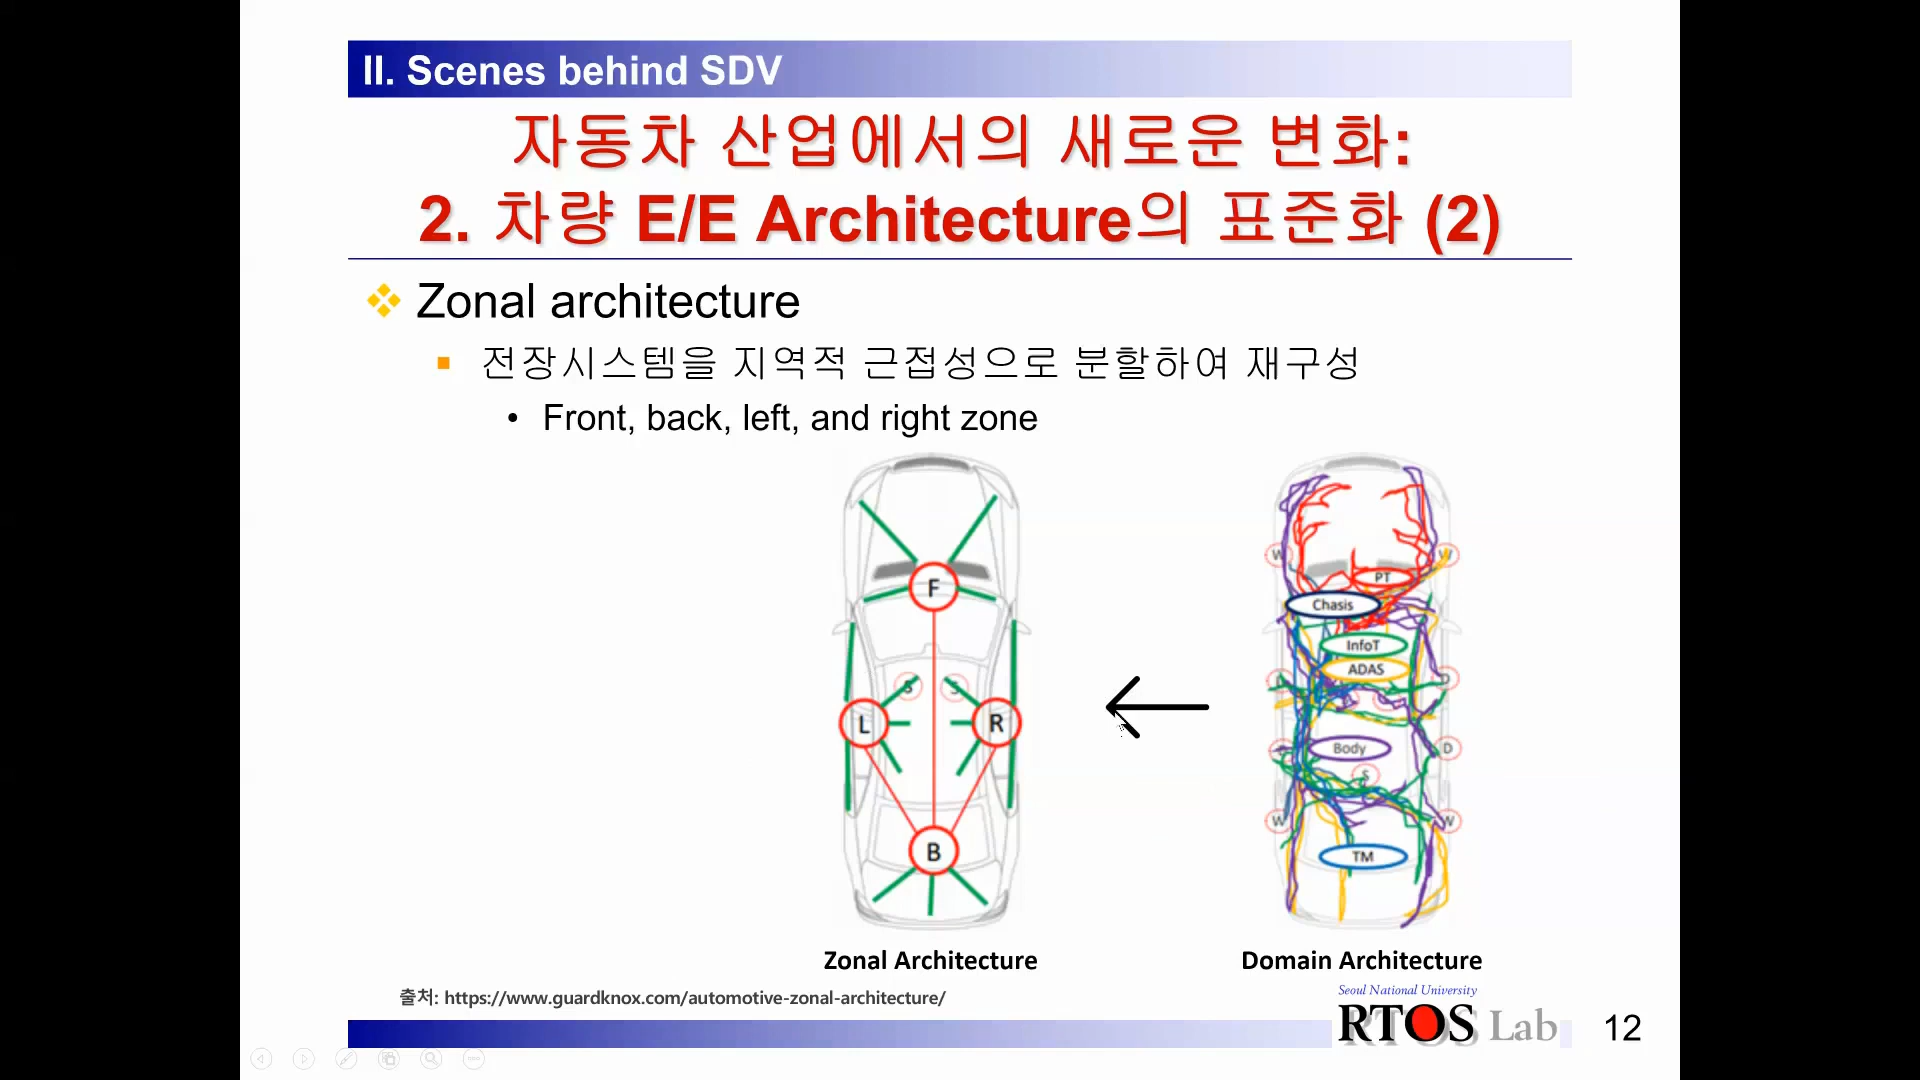 II. Scenes behind SDV
자동차 산업에서의 새로운 변화:
2. 차량 E/E Architecture의 표준화 (2)
Zonal architecture
전장시스템을 지역적 근접성으로 분할하여 재구성
Front, back, left, and right zone
F
S S
L R
B
Zonal Architecture
W W
PT
Chasis
InfoT
ADAS
D D
Body D
S
W W
TM
Domain Architecture
출처: https://www.guardknox.com/automotive-zonal-architecture/
Seoul National University
RTOS Lab
12